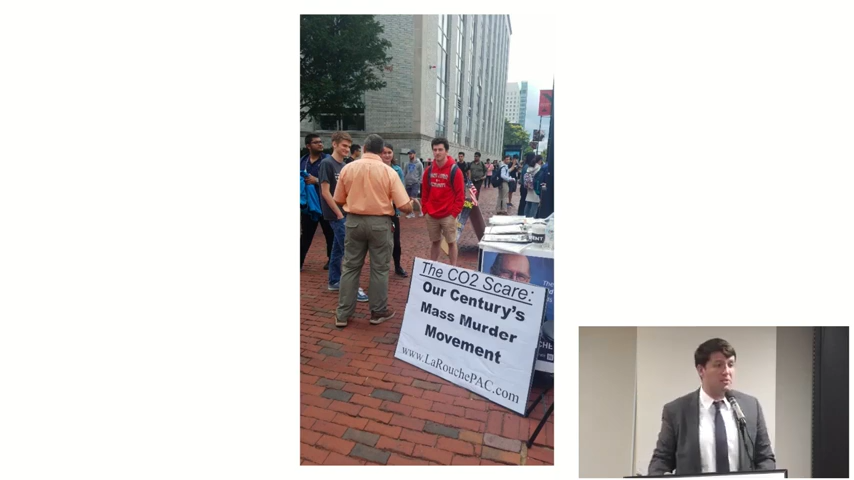 The CO2 Scare:
Our Century's
Mass Murder
Movement
www.LaRouchePAC.com